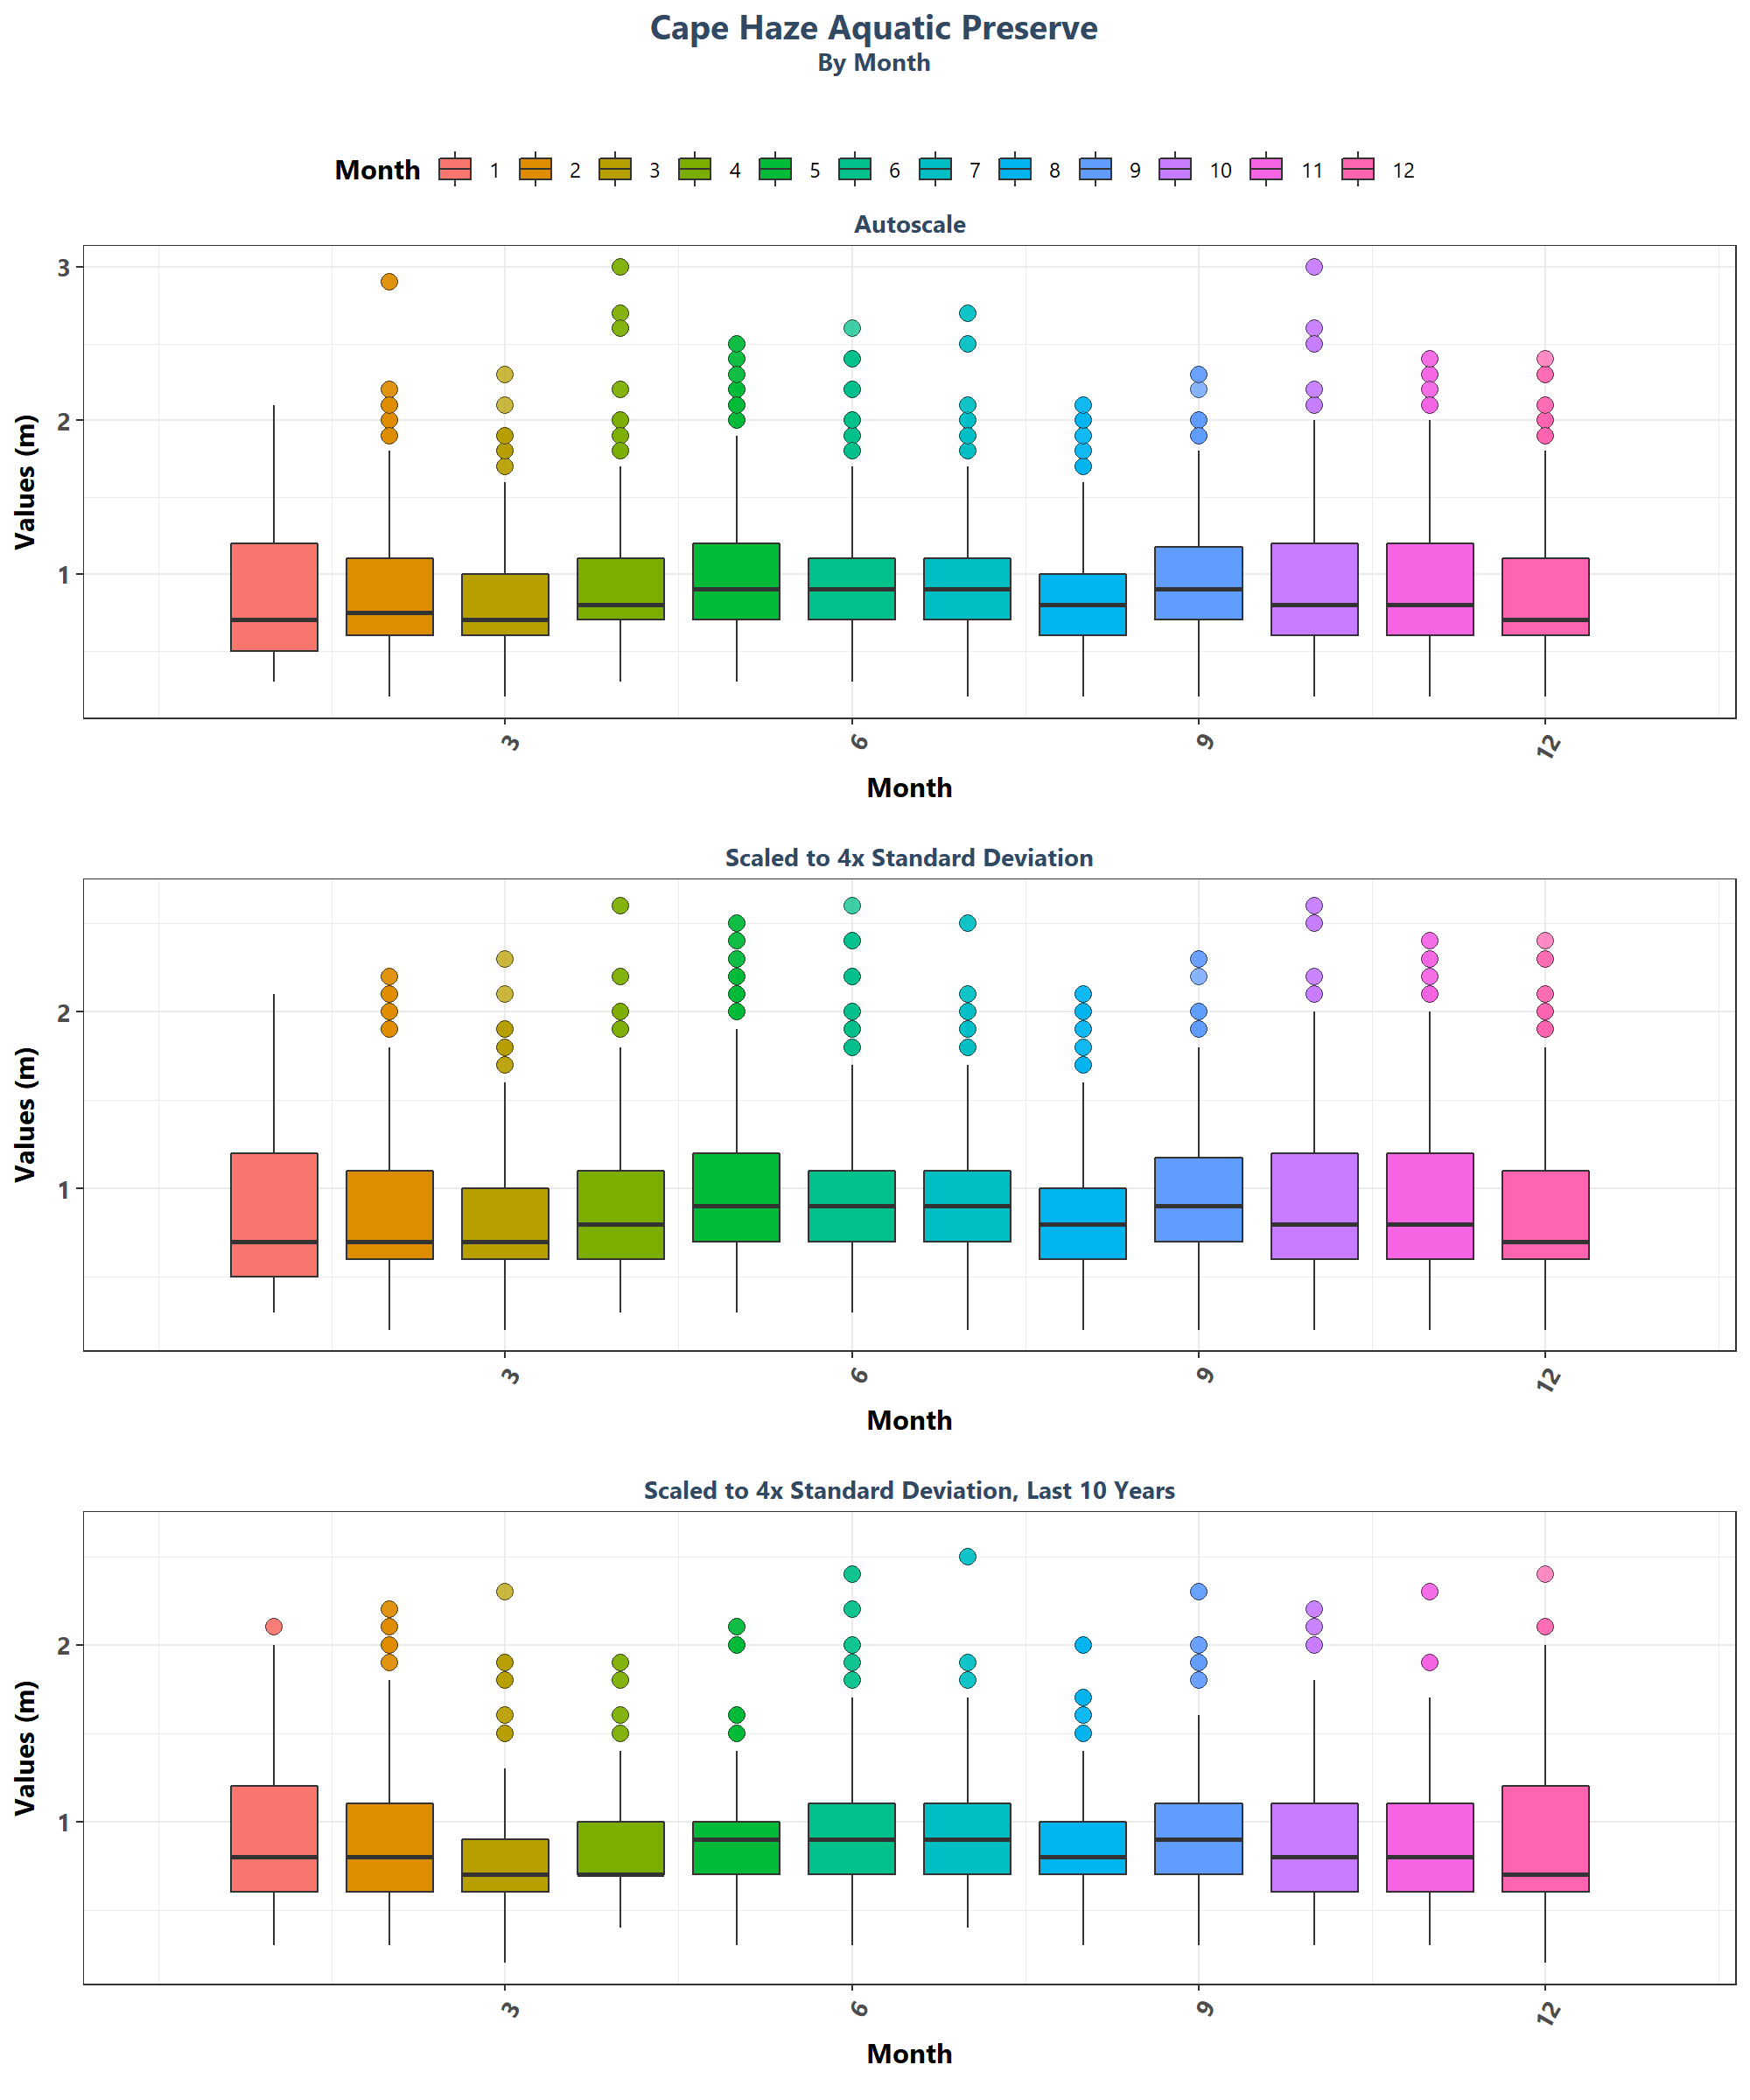 Cape Haze Aquatic Preserve
By Month
Month 1 2 3 4 5 6 7 8 9 10 11 12
Autoscale
Values (m)
3
2
1
3 6 9 12
Month
Scaled to 4x Standard Deviation
Values (m)
2
1
3 6 9 12
Month
Scaled to 4x Standard Deviation, Last 10 Years
Values (m)
2
1
3 6 9 12
Month